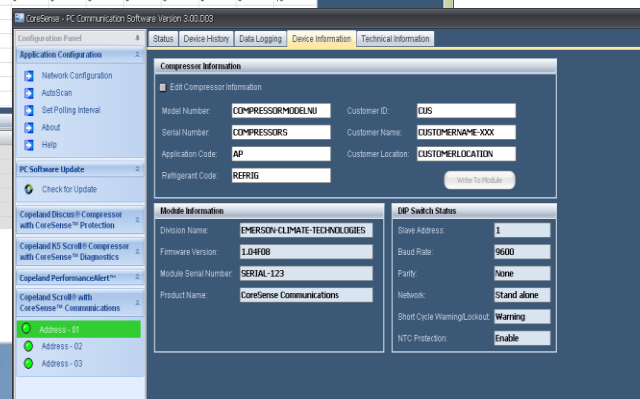 CoreSense - PC Communication Software Version 3.00.D03
Configuration Panel
Status Device History Data Logging Device Information Technical Information
Application Configuration
Network Configuration
AutoScan
Set Polling Interval
About
Help
PC Software Update
Check for Update
Copeland Discus® Compressor
with CoreSense™ Protection
Copeland K5 Scroll® Compressor
with CoreSense™ Diagnostics
Copeland PerformanceAlert™
Copeland Scroll® with
CoreSense™ Communications
Address - 01
Address - 02
Address - 03
Compressor Information
Edit Compressor Information
Model Number: COMPRESSORMODELNU Customer ID: CUS
Serial Number: COMPRESSORS Customer Name: CUSTOMERNAME-XXX
Application Code: AP Customer Location: CUSTOMERLOCATION
Refrigerant Code: REFRIG
Write To Module
Module Information
Division Name: EMERSON-CLIMATE-TECHNOLOGIES
Firmware Version: 1.04F08
Module Serial Number: SERIAL-123
Product Name: CoreSense Communications
DIP Switch Status
Slave Address: 1
Baud Rate: 9600
Parity: None
Network: Stand alone
Short Cycle Warning/Lockout: Warning
NTC Protection: Enable